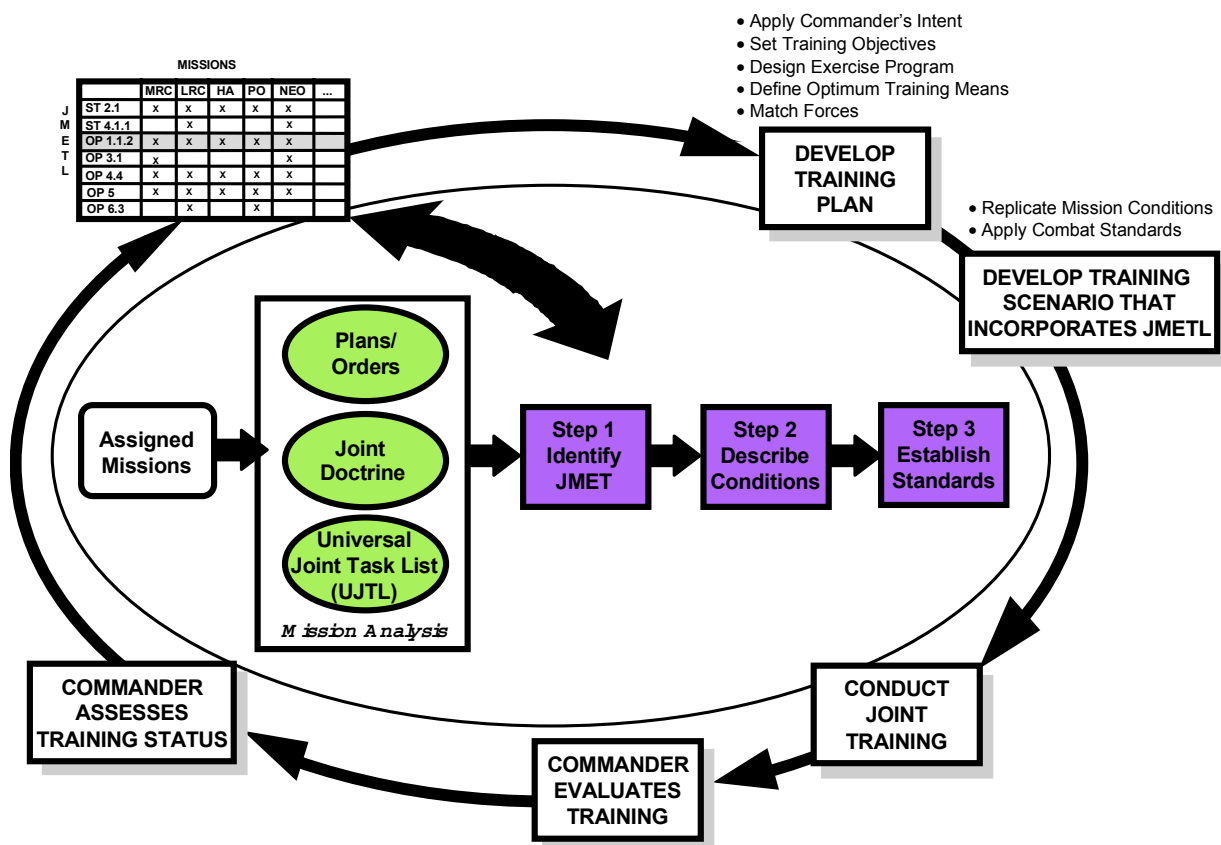 • Apply Commander's Intent
• Set Training Objectives
• Design Exercise Program
• Define Optimum Training Means
• Match Forces
MISSIONS
MRC LRC HA PO NEO ...
J M E T L
ST 2.1 x x x x x
ST 4.1.1 x x
OP 1.1.2 x x x x x
OP 3.1 x x
OP 4.4 x x x x x
OP 5 x x x x x
OP 6.3 x x
DEVELOP
TRAINING
PLAN
• Replicate Mission Conditions
• Apply Combat Standards
DEVELOP TRAINING
SCENARIO THAT
INCORPORATES JMETL
Assigned
Missions
Plans/
Orders
Joint
Doctrine
Universal
Joint Task List
(UJTL)
Mission Analysis
Step 1
Identify
JMET
Step 2
Describe
Conditions
Step 3
Establish
Standards
CONDUCT
JOINT
TRAINING
COMMANDER
EVALUATES
TRAINING
COMMANDER
ASSESSES
TRAINING STATUS